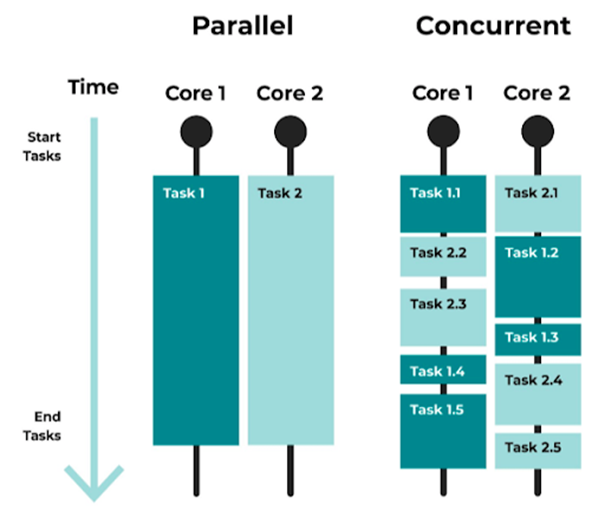 Parallel
Concurrent
Time
Core 1
Core 2
Core 1
Core 2
Start
Tasks
Task 1
Task 2
Task 1.1
Task 2.1
Task 2.2
Task 1.2
Task 2.3
Task 1.3
Task 1.4
Task 2.4
Task 1.5
End
Tasks
Task 2.5